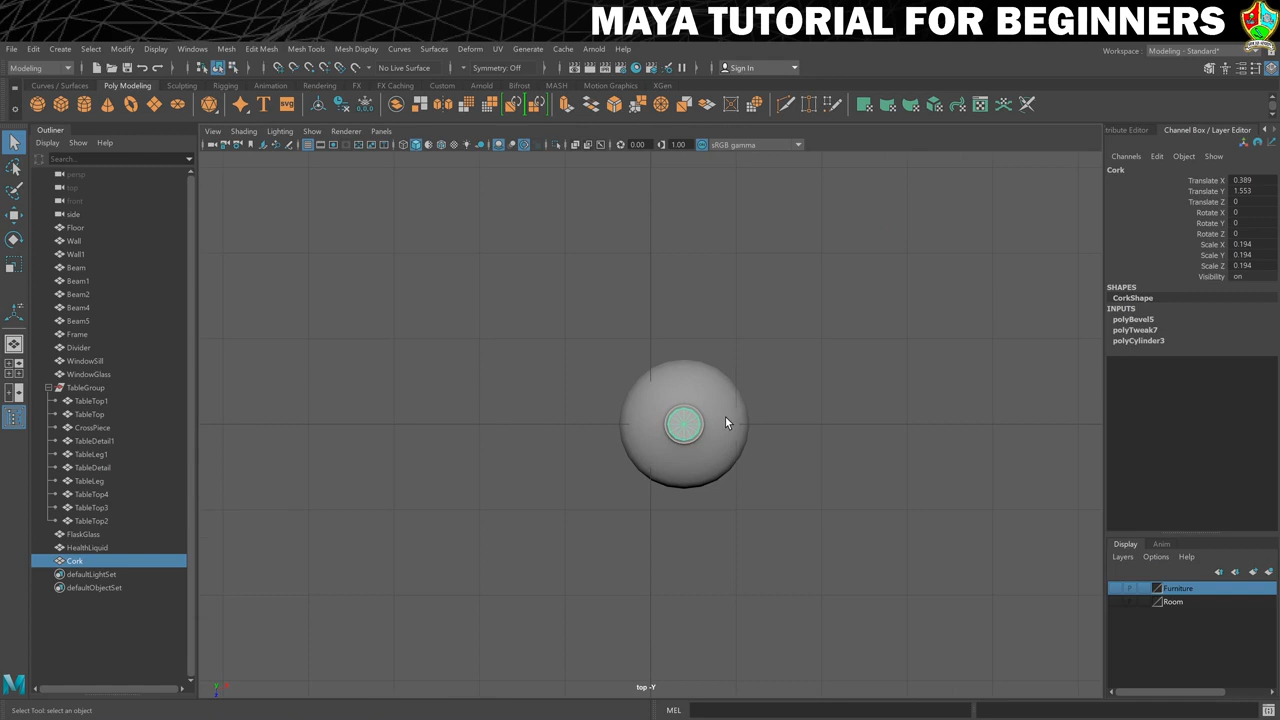 MAYA TUTORIAL FOR BEGINNERS
File Edit Create Select Modify Display Windows Mesh Edit Mesh Mesh Tools Mesh Display Curves Surfaces Deform UV Generate Cache Arnold Help
Workspace : Modeling - Standard*
Modeling No Live Surface Symmetry: Off Sign In
Curves / Surfaces Poly Modeling Sculpting Rigging Animation Rendering FX FX Caching Custom Arnold Bifrost MASH Motion Graphics XGen
SVG
Outliner
Display Show Help
Search...
persp
top
front
side
Floor
Wall
Wall1
Beam
Beam1
Beam2
Beam4
Beam5
Frame
Divider
WindowSill
WindowGlass
TableGroup
TableTop1
TableTop
CrossPiece
TableDetail1
TableLeg1
TableDetail
TableLeg
TableTop4
TableTop3
TableTop2
FlaskGlass
HealthLiquid
Cork
defaultLightSet
defaultObjectSet
View Shading Lighting Show Renderer Panels
0.00 1.00 sRGB gamma
top -Y
tribute Editor Channel Box / Layer Editor
Channels Edit Object Show
Cork
Translate X 0.389
Translate Y 1.553
Translate Z 0
Rotate X 0
Rotate Y 0
Rotate Z 0
Scale X 0.194
Scale Y 0.194
Scale Z 0.194
Visibility on
SHAPES
CorkShape
INPUTS
polyBevel5
polyTweak7
polyCylinder3
Display Anim
Layers Options Help
P Furniture
P Room
Select Tool: select an object
MEL